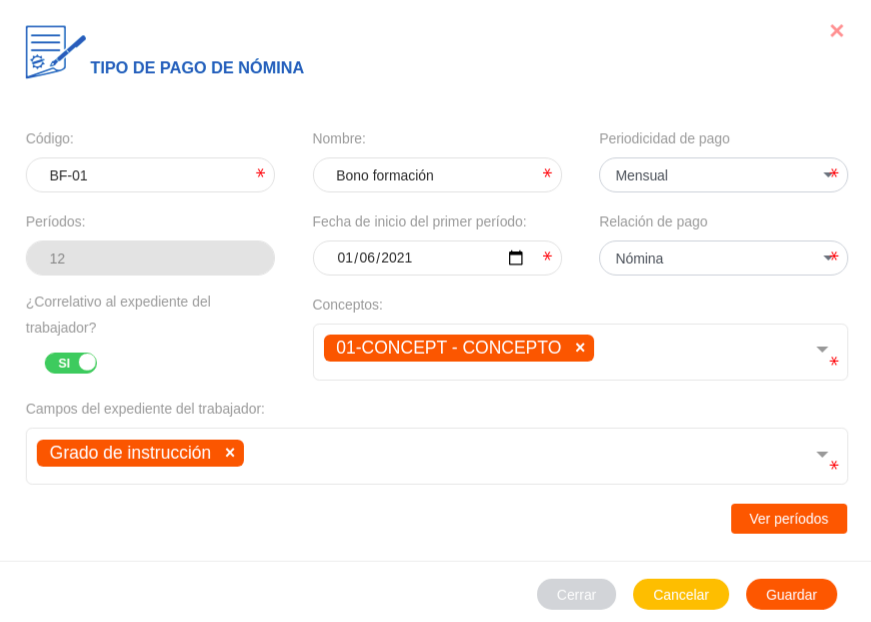 TIPO DE PAGO DE NÓMINA
Código:
Nombre:
Periodicidad de pago
BF-01
Bono formación
Mensual
Períodos:
Fecha de inicio del primer período:
Relación de pago
12
01/06/2021
Nómina
¿Correlativo al expediente del
trabajador?
SI
Conceptos:
01-CONCEPT - CONCEPTO ×
Campos del expediente del trabajador:
Grado de instrucción ×
Ver períodos
Cerrar
Cancelar
Guardar